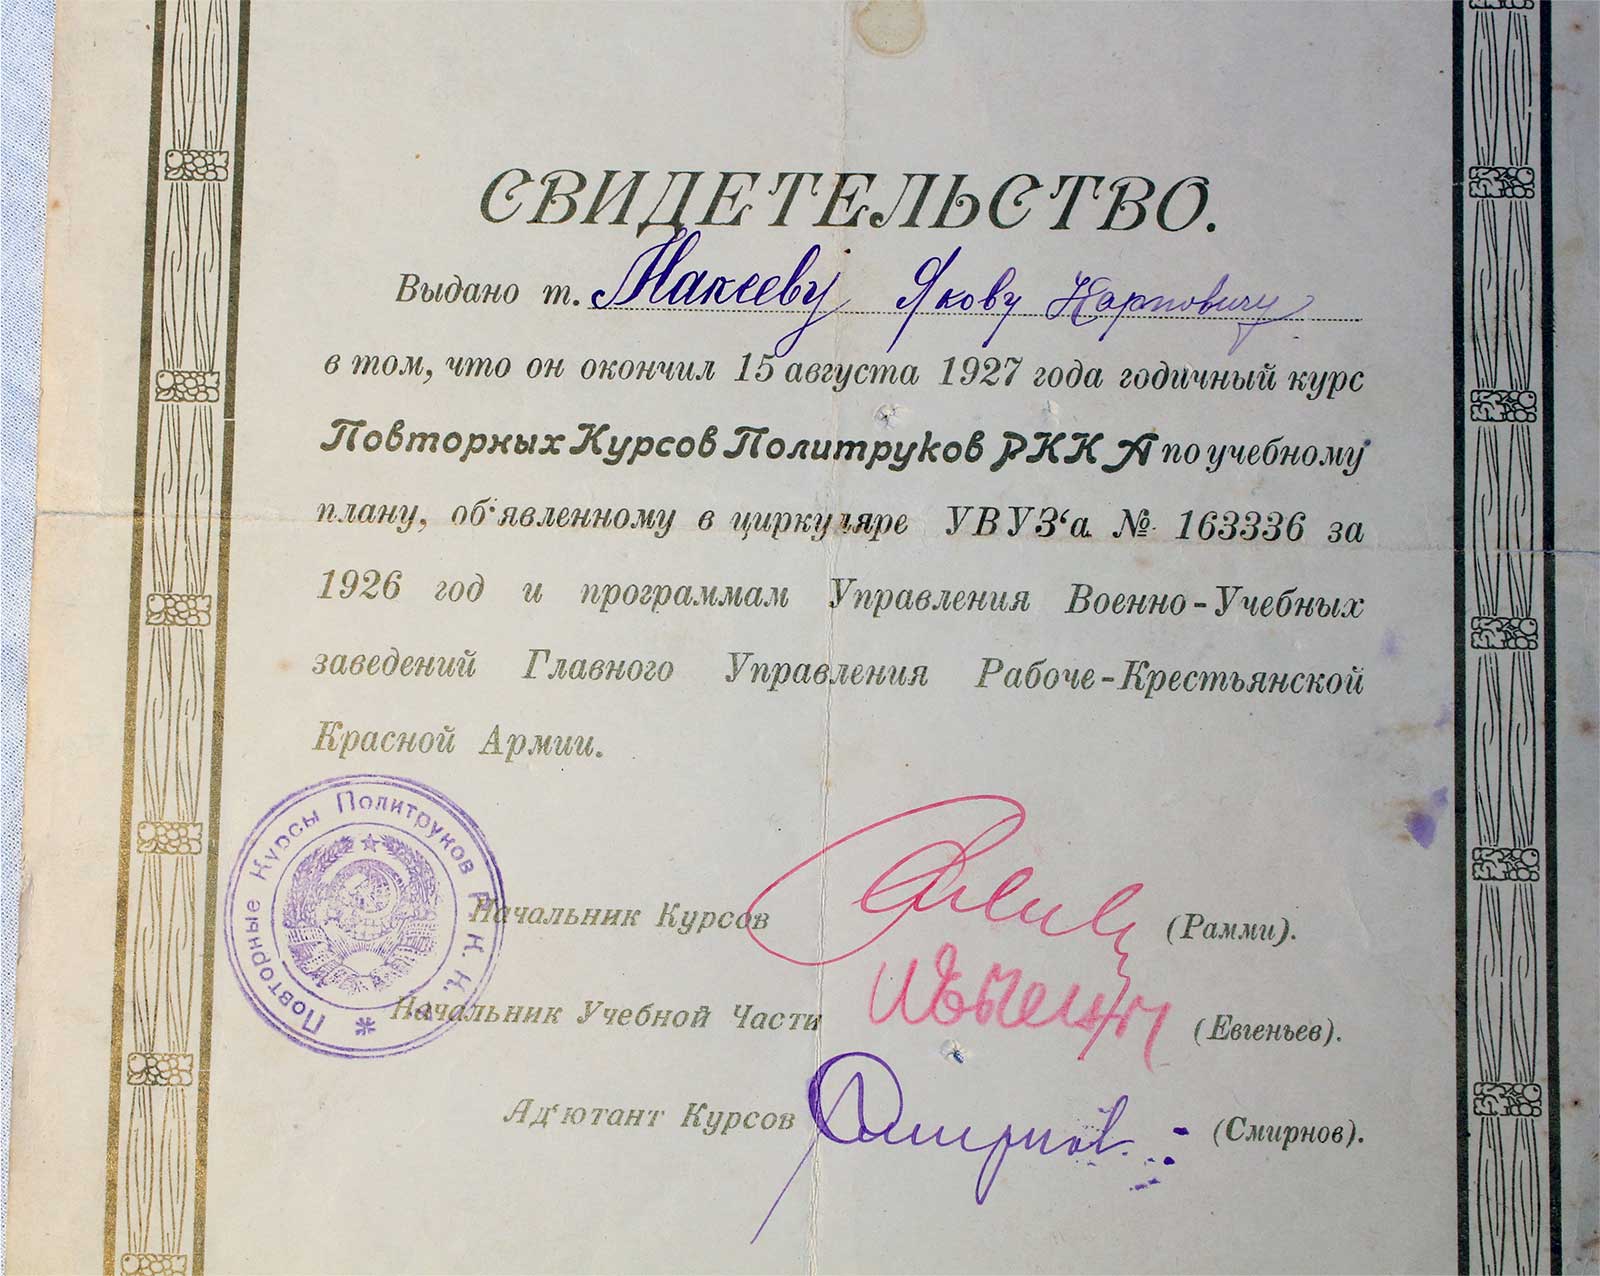 СВИДЕТЕЛЬСТВО.
Выдано т. Макееву Якову Карповичу
в том, что он окончил 15 августа 1927 года годичный курс
Повторных Курсов Политруков РККА по учебному
плану, об‘явленному в циркуляре УВУЗ‘а № 163336 за
1926 год и программам Управления Военно-Учебных
заведений Главного Управления Рабоче-Крестьянской
Красной Армии.
Повторные Курсы Политруков Р. К. К. А. *
Начальник Курсов (Рамми).
Начальник Учебной Части (Евгеньев).
Ад‘ютант Курсов Смирнов (Смирнов).